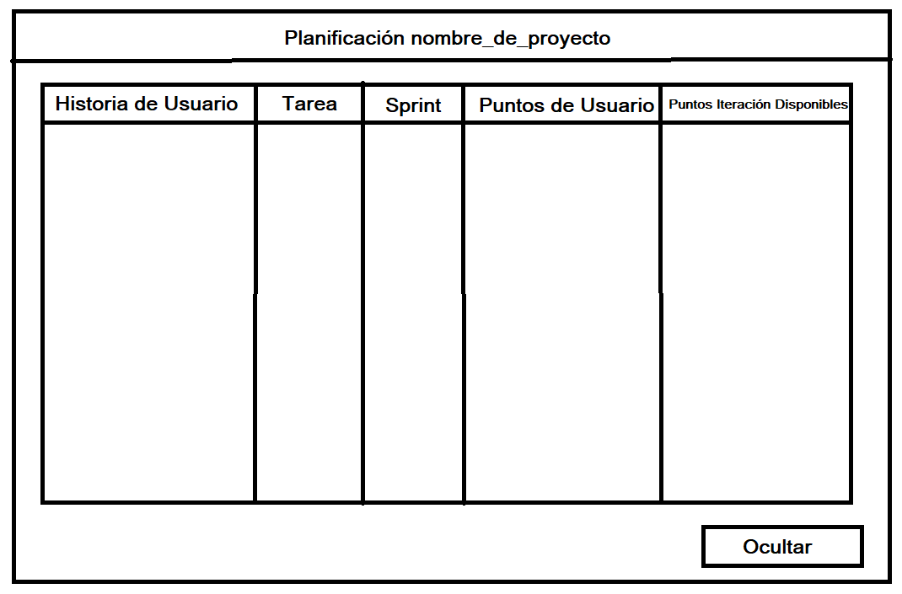 Planificación nombre_de_proyecto
Historia de Usuario Tarea Sprint Puntos de Usuario Puntos Iteración Disponibles
Ocultar